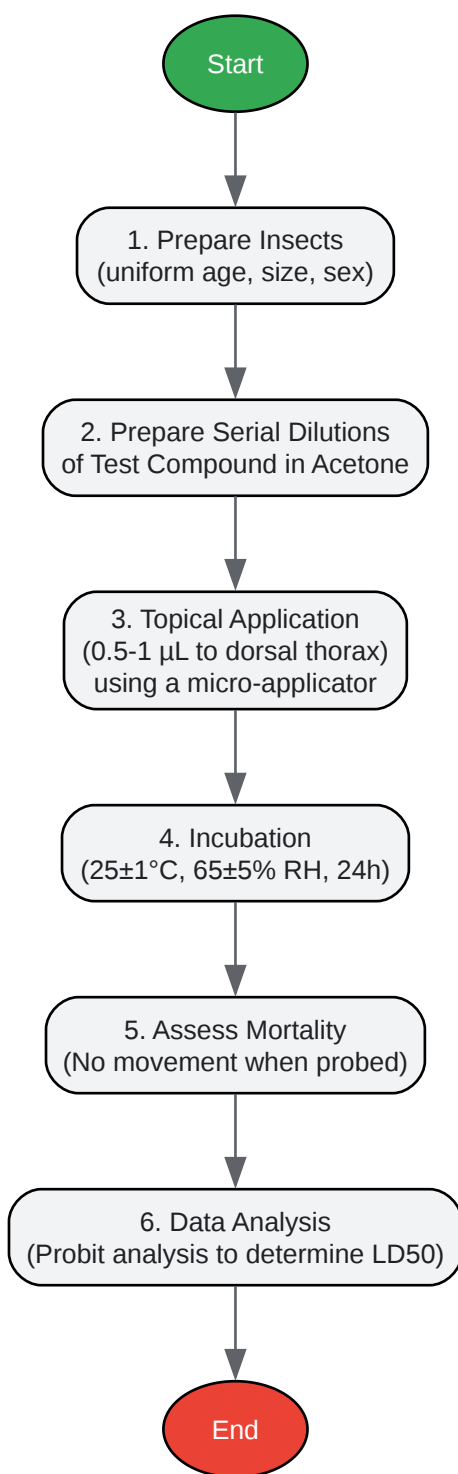 Start
1. Prepare Insects
(uniform age, size, sex)
2. Prepare Serial Dilutions
of Test Compound in Acetone
3. Topical Application
(0.5-1 µL to dorsal thorax)
using a micro-applicator
4. Incubation
(25±1°C, 65±5% RH, 24h)
5. Assess Mortality
(No movement when probed)
6. Data Analysis
(Probit analysis to determine LD50)
End